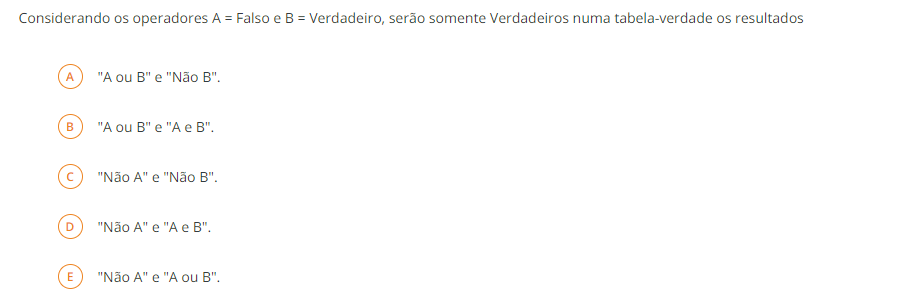 Considerando os operadores A = Falso e B = Verdadeiro, serão somente Verdadeiros numa tabela-verdade os resultados
A "A ou B" e "Não B".
B "A ou B" e "A e B".
C "Não A" e "Não B".
D "Não A" e "A e B".
E "Não A" e "A ou B".